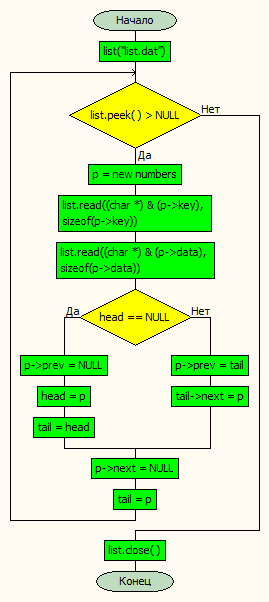 Начало
list("list.dat")
list.peek( ) > NULL
Нет
Да
p = new numbers
list.read((char *) & (p->key),
sizeof(p->key))
list.read((char *) & (p->data),
sizeof(p->data))
Да
head == NULL
Нет
p->prev = NULL
p->prev = tail
head = p
tail->next = p
tail = head
p->next = NULL
tail = p
list.close( )
Конец